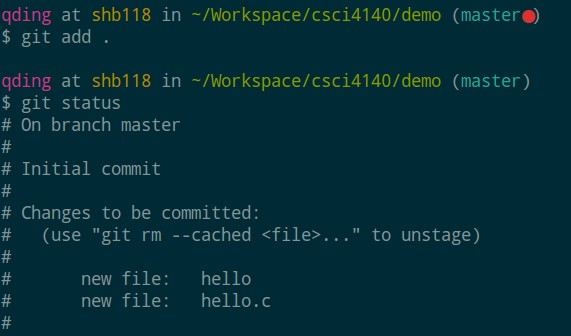 qding at shb118 in ~/Workspace/csci4140/demo (master●)
$ git add .
qding at shb118 in ~/Workspace/csci4140/demo (master)
$ git status
# On branch master
#
# Initial commit
#
# Changes to be committed:
#   (use "git rm --cached <file>..." to unstage)
#
#       new file:   hello
#       new file:   hello.c
#